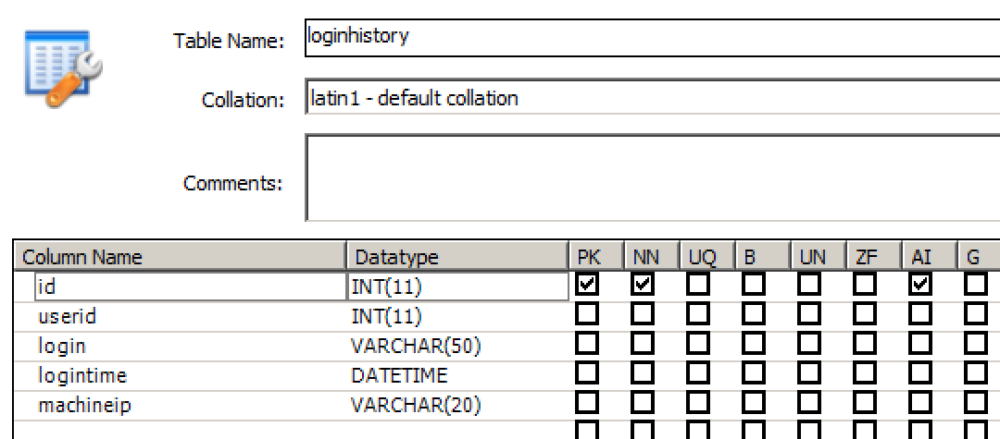 Table Name: loginhistory
Collation: latin1 - default collation
Comments:
Column Name Datatype PK NN UQ B UN ZF AI G
id INT(11)
userid INT(11)
login VARCHAR(50)
logintime DATETIME
machineip VARCHAR(20)